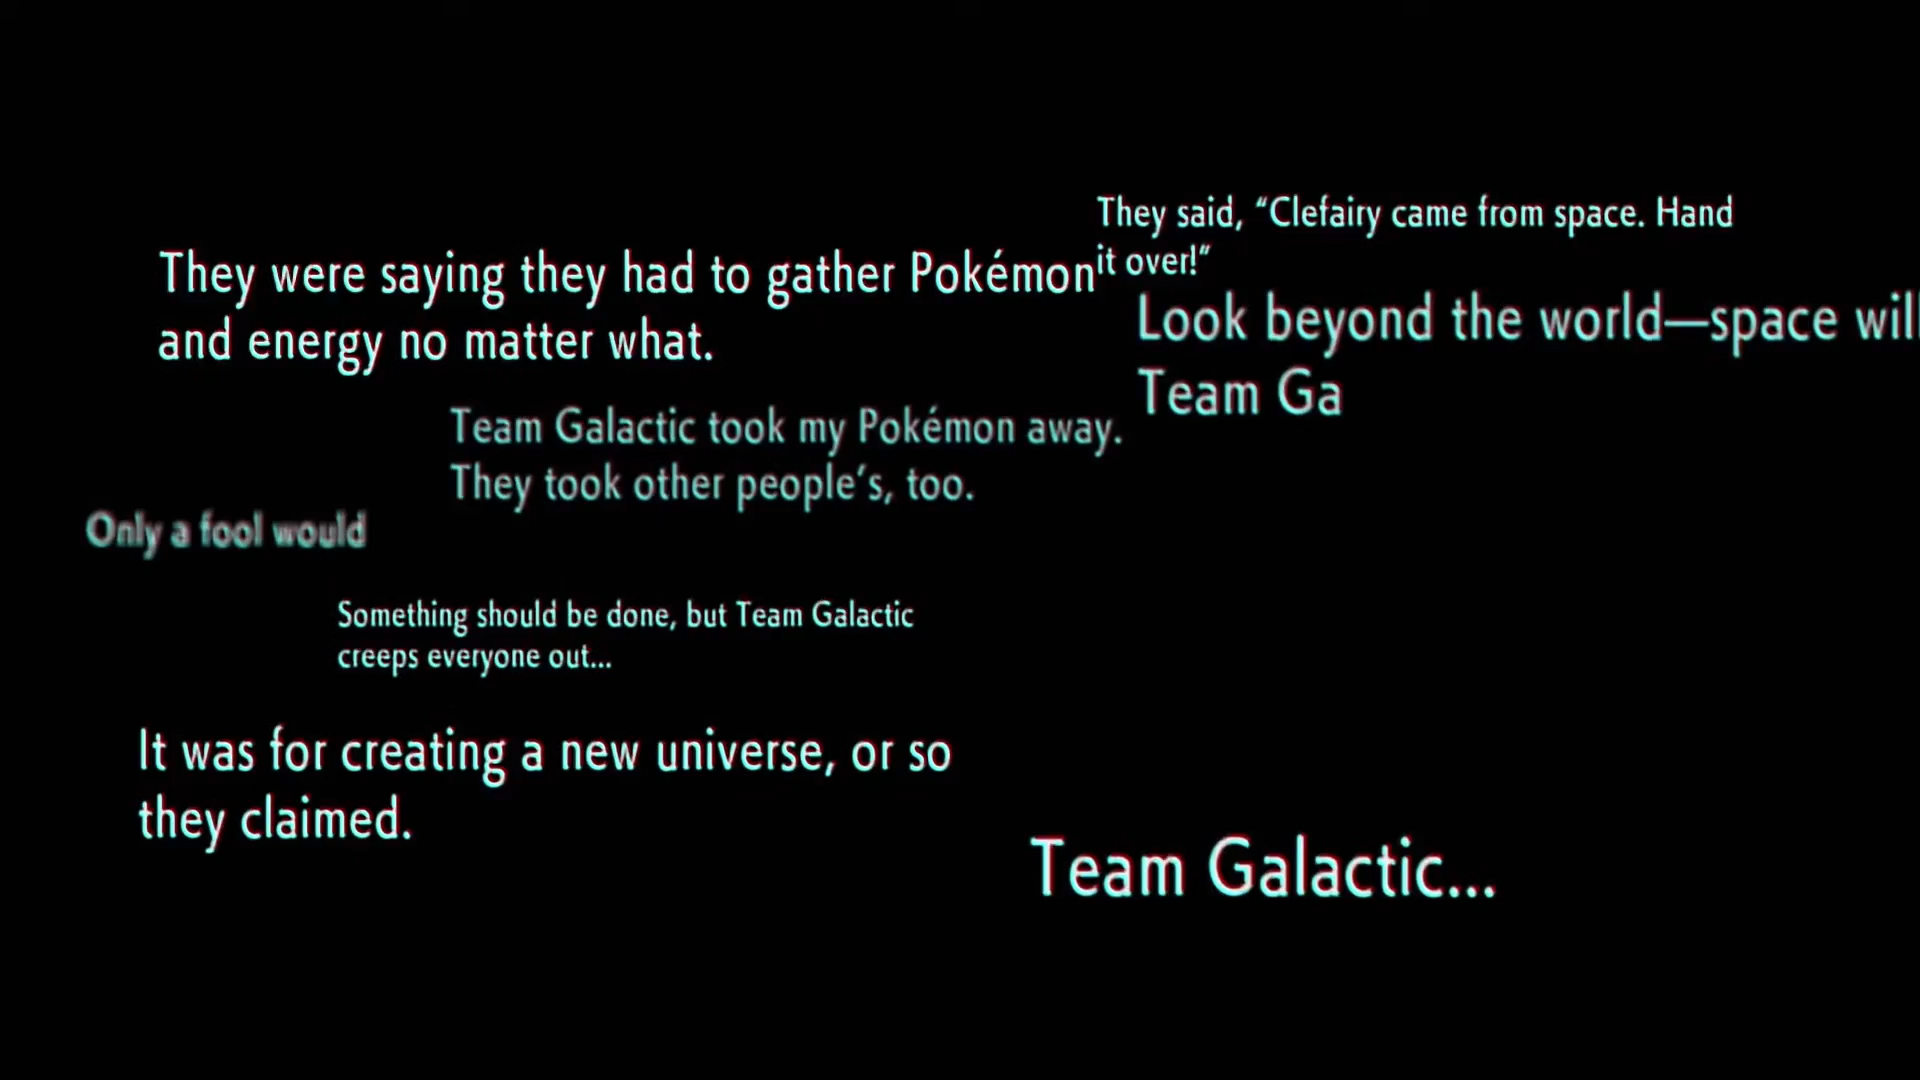 They said, “Clefairy came from space. Hand
it over!”
They were saying they had to gather Pokémon
and energy no matter what.
Look beyond the world—space will
Team Ga
Team Galactic took my Pokémon away.
They took other people’s, too.
Only a fool would
Something should be done, but Team Galactic
creeps everyone out...
It was for creating a new universe, or so
they claimed.
Team Galactic...